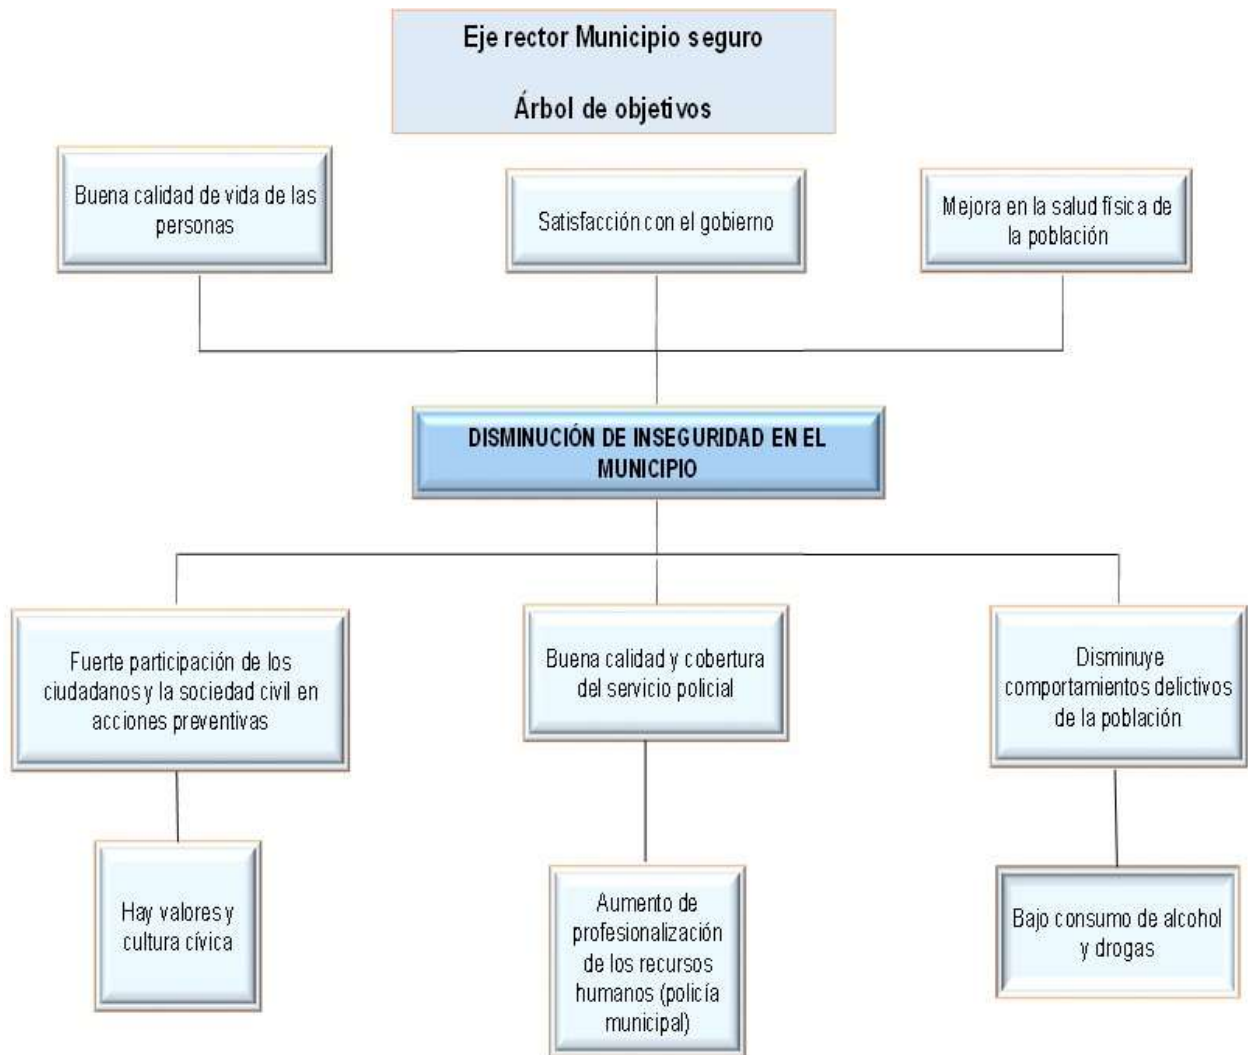 Eje rector Municipio seguro
Árbol de objetivos
Buena calidad de vida de las
personas
Satisfacción con el gobierno
Mejora en la salud física de
la población
DISMINUCIÓN DE INSEGURIDAD EN EL
MUNICIPIO
Fuerte participación de los
ciudadanos y la sociedad civil en
acciones preventivas
Buena calidad y cobertura
del servicio policial
Disminuye
comportamientos delictivos
de la población
Hay valores y
cultura cívica
Aumento de
profesionalización
de los recursos
humanos (policía
municipal)
Bajo consumo de alcohol
y drogas